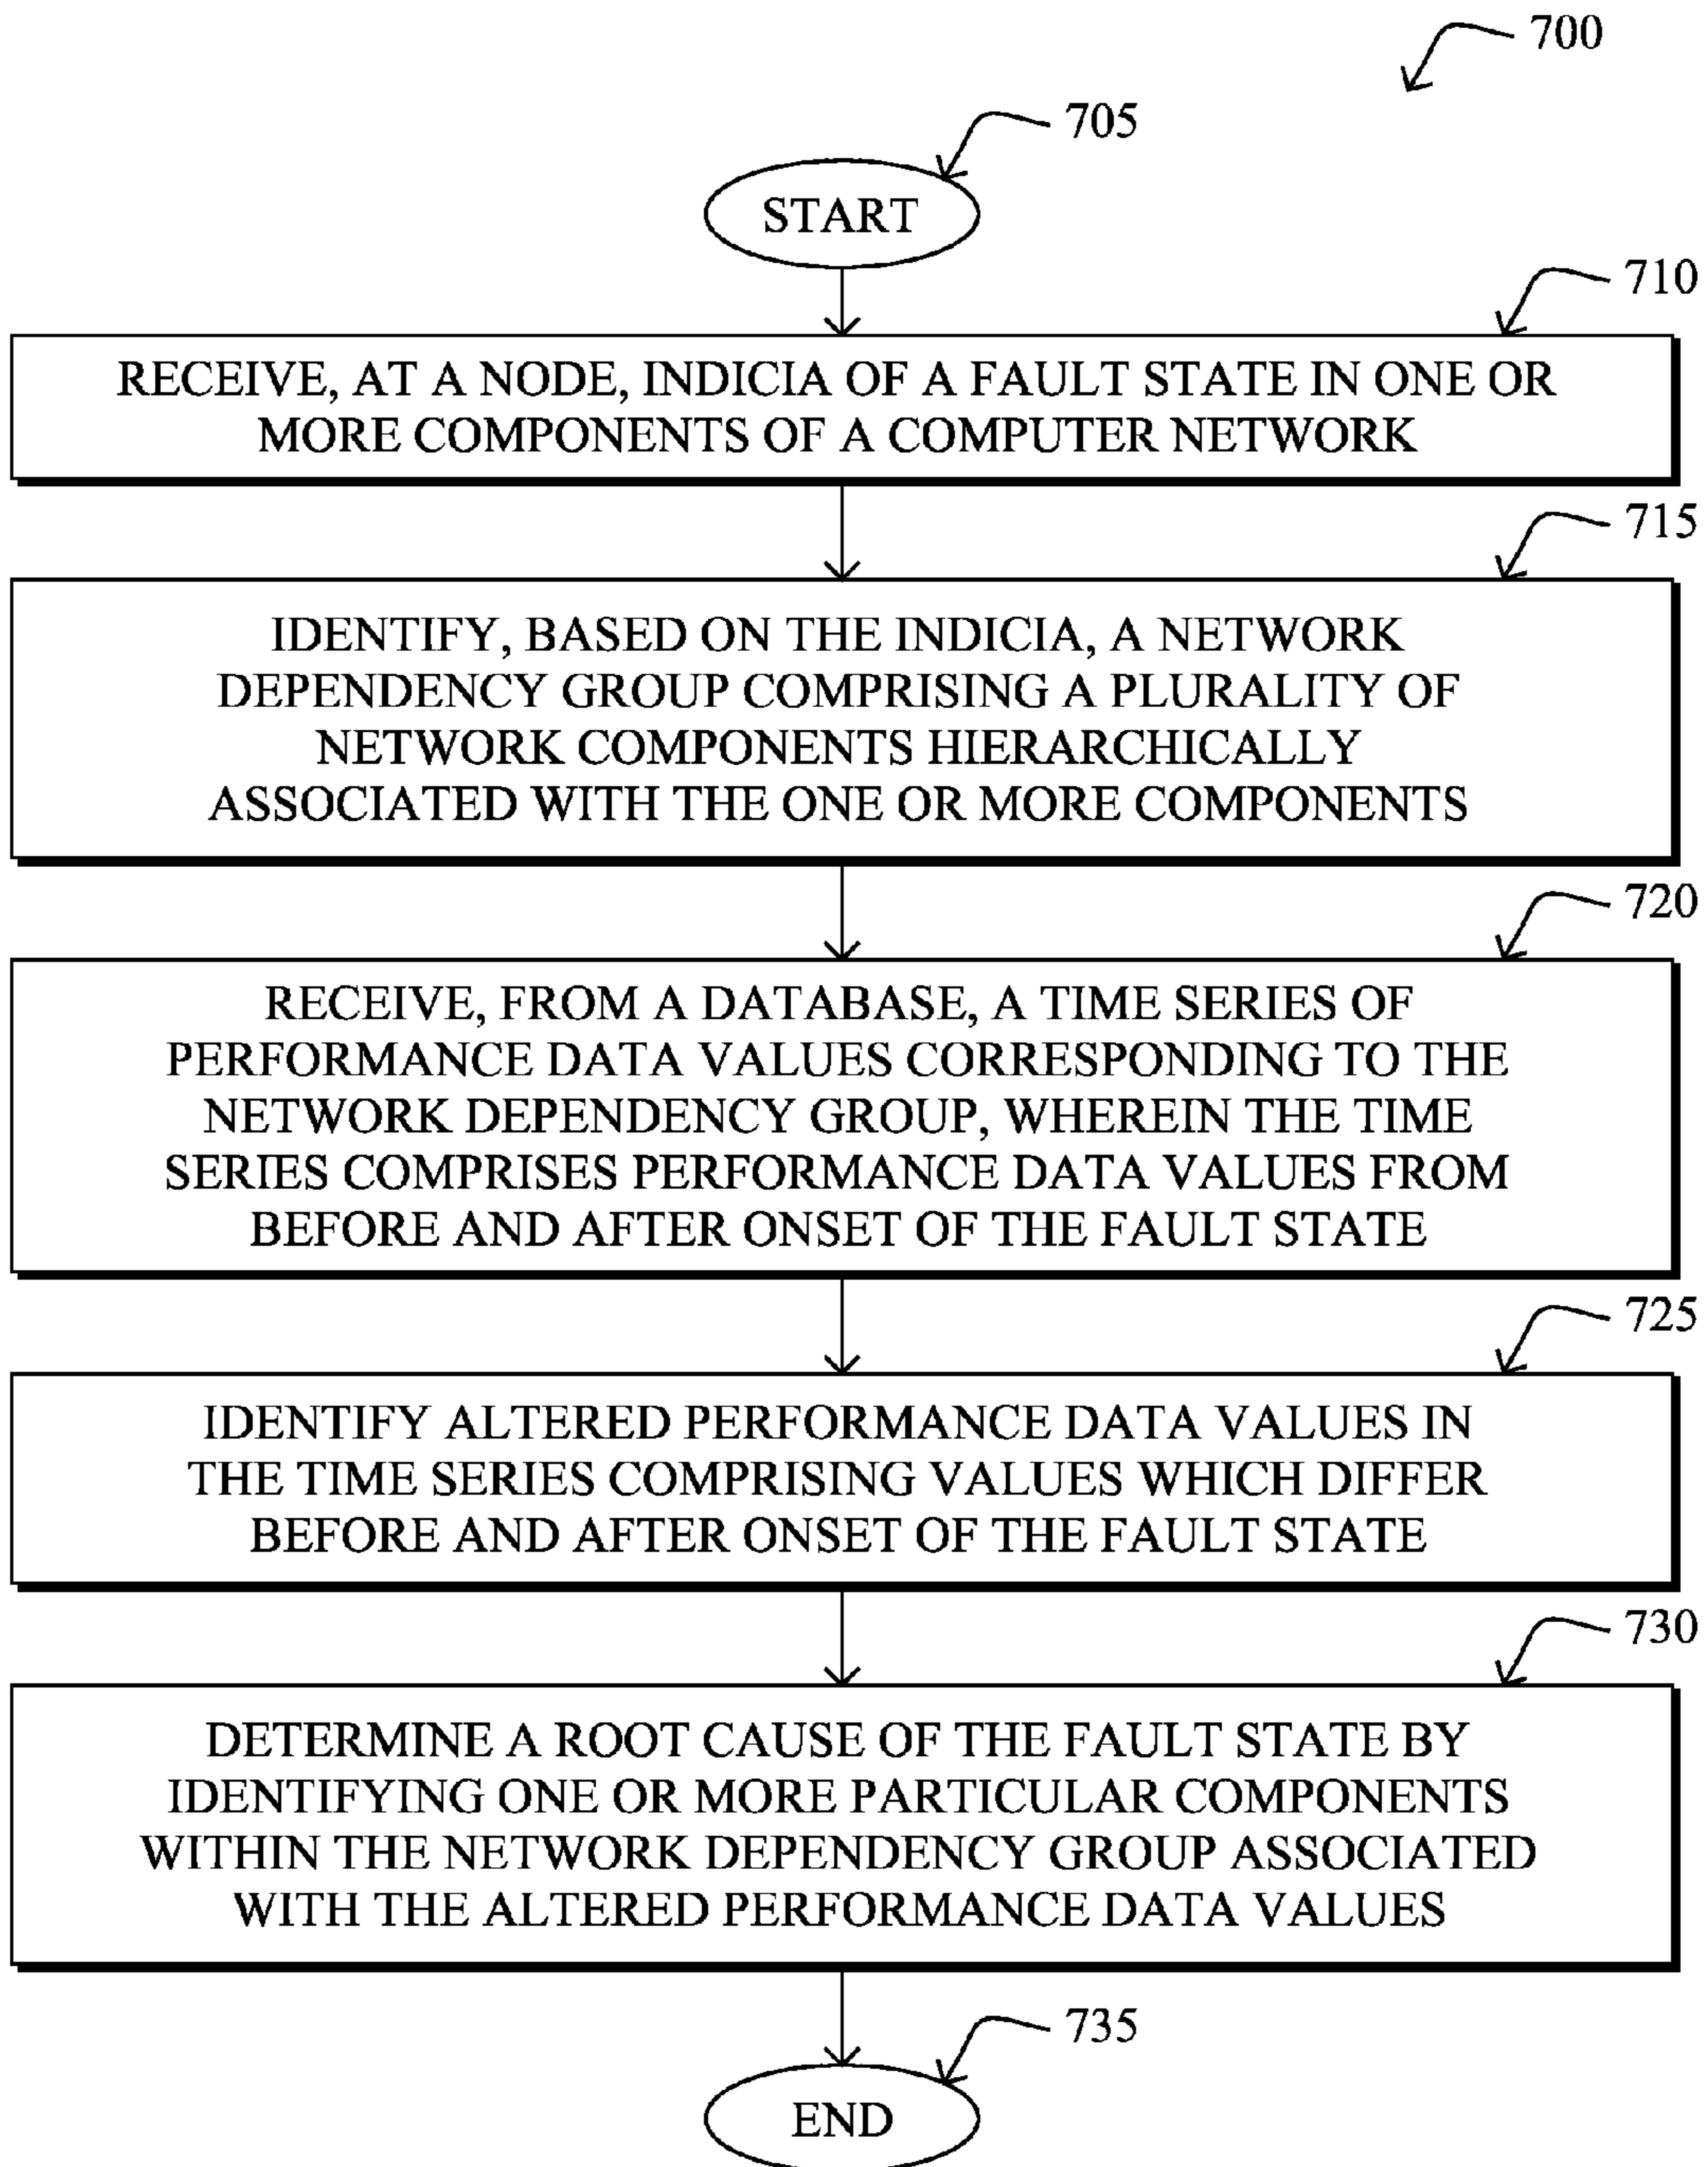 700
705
START
710
RECEIVE, AT A NODE, INDICIA OF A FAULT STATE IN ONE OR
MORE COMPONENTS OF A COMPUTER NETWORK
715
IDENTIFY, BASED ON THE INDICIA, A NETWORK
DEPENDENCY GROUP COMPRISING A PLURALITY OF
NETWORK COMPONENTS HIERARCHICALLY
ASSOCIATED WITH THE ONE OR MORE COMPONENTS
720
RECEIVE, FROM A DATABASE, A TIME SERIES OF
PERFORMANCE DATA VALUES CORRESPONDING TO THE
NETWORK DEPENDENCY GROUP, WHEREIN THE TIME
SERIES COMPRISES PERFORMANCE DATA VALUES FROM
BEFORE AND AFTER ONSET OF THE FAULT STATE
725
IDENTIFY ALTERED PERFORMANCE DATA VALUES IN
THE TIME SERIES COMPRISING VALUES WHICH DIFFER
BEFORE AND AFTER ONSET OF THE FAULT STATE
730
DETERMINE A ROOT CAUSE OF THE FAULT STATE BY
IDENTIFYING ONE OR MORE PARTICULAR COMPONENTS
WITHIN THE NETWORK DEPENDENCY GROUP ASSOCIATED
WITH THE ALTERED PERFORMANCE DATA VALUES
735
END